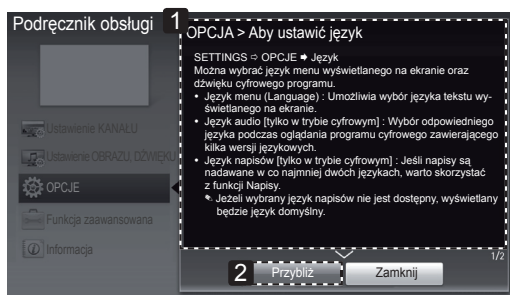 Podręcznik obsługi
1
OPCJA > Aby ustawić język
SETTINGS ⇨ OPCJE ➡ Język
Można wybrać język menu wyświetlanego na ekranie oraz
dźwięku cyfrowego programu.
• Język menu (Language) : Umożliwia wybór języka tekstu wy-
świetlanego na ekranie.
• Język audio [tylko w trybie cyfrowym] : Wybór odpowiedniego
języka podczas oglądania programu cyfrowego zawierającego
kilka wersji językowych.
• Język napisów [tylko w trybie cyfrowym] : Jeśli napisy są
nadawane w co najmniej dwóch językach, warto skorzystać
z funkcji Napisy.
✎ Jeżeli wybrany język napisów nie jest dostępny, wyświetlany
będzie język domyślny.
Ustawienie KANAŁU
Ustawienie OBRAZU, DŹWIĘKU
OPCJE
Funkcja zaawansowana
Informacja
1/2
2
Przybliż
Zamknij